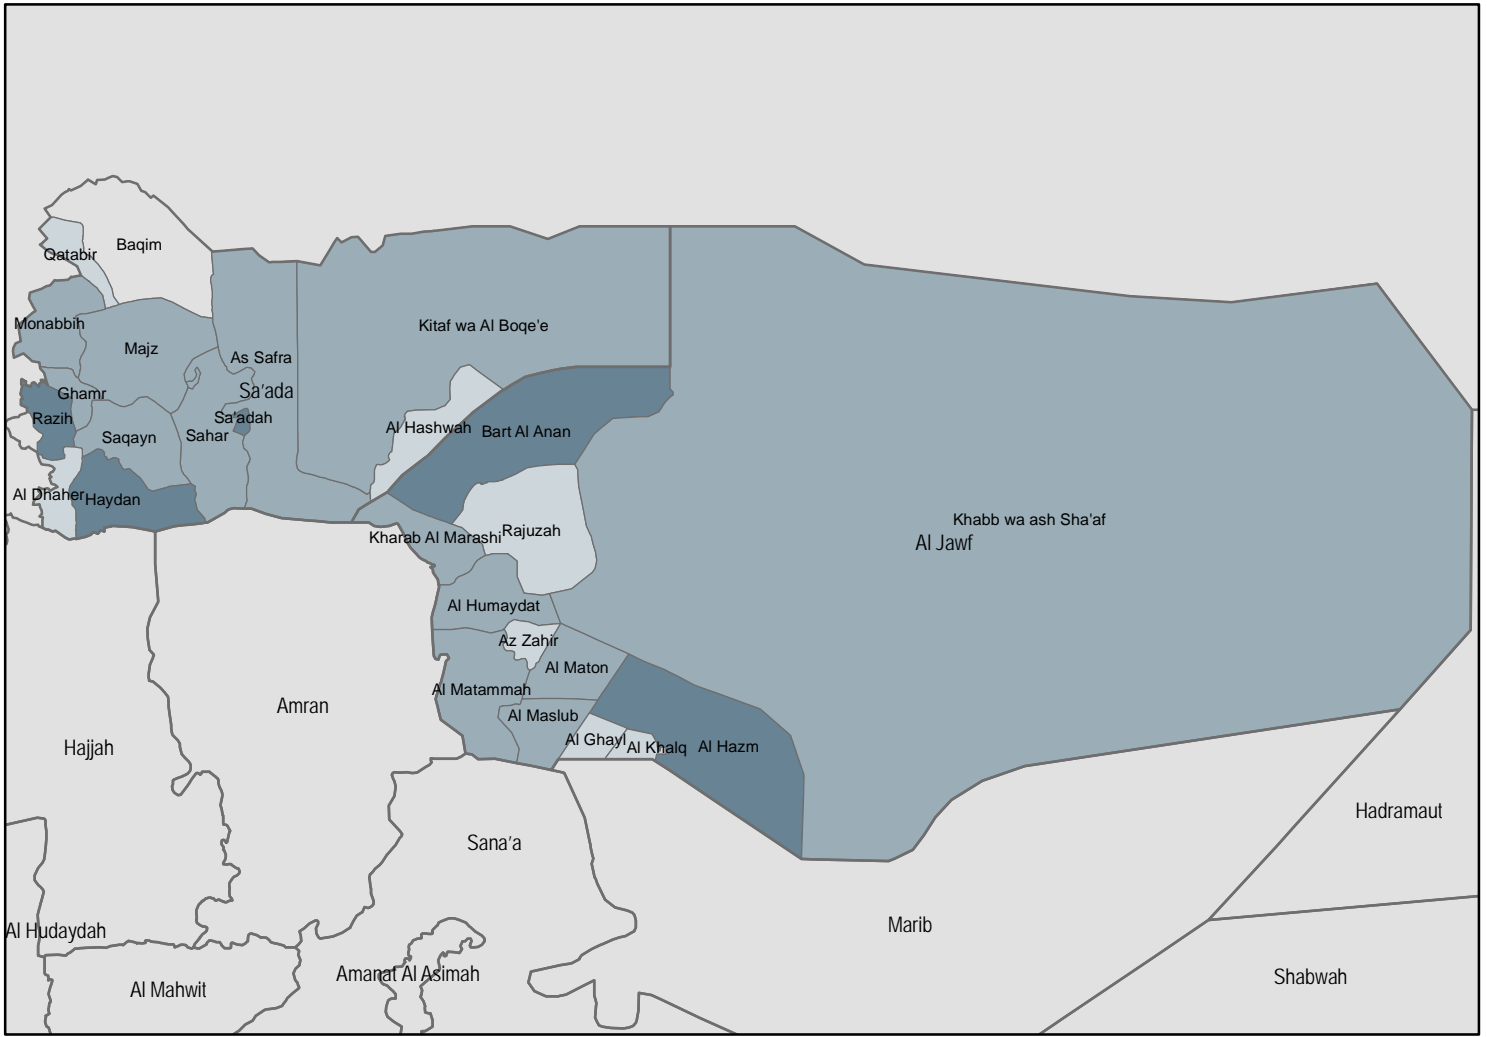 Baqim
Qatabir
Monabbih
Kitaf wa Al Boqe'e
Majz
As Safra
Sa'ada
Ghamr
Razih
Sa'adah
Al Hashwah
Bart Al Anan
Sahar
Saqayn
Al Dhaher
Haydan
Khabb wa ash Sha'af
Al Jawf
Rajuzah
Kharab Al Marashi
Al Humaydat
Az Zahir
Al Maton
Al Matammah
Amran
Al Maslub
Al Ghayl
Al Khalq
Al Hazm
Hajjah
Hadramaut
Sana'a
Marib
Al Hudaydah
Amanat Al Asimah
Shabwah
Al Mahwit